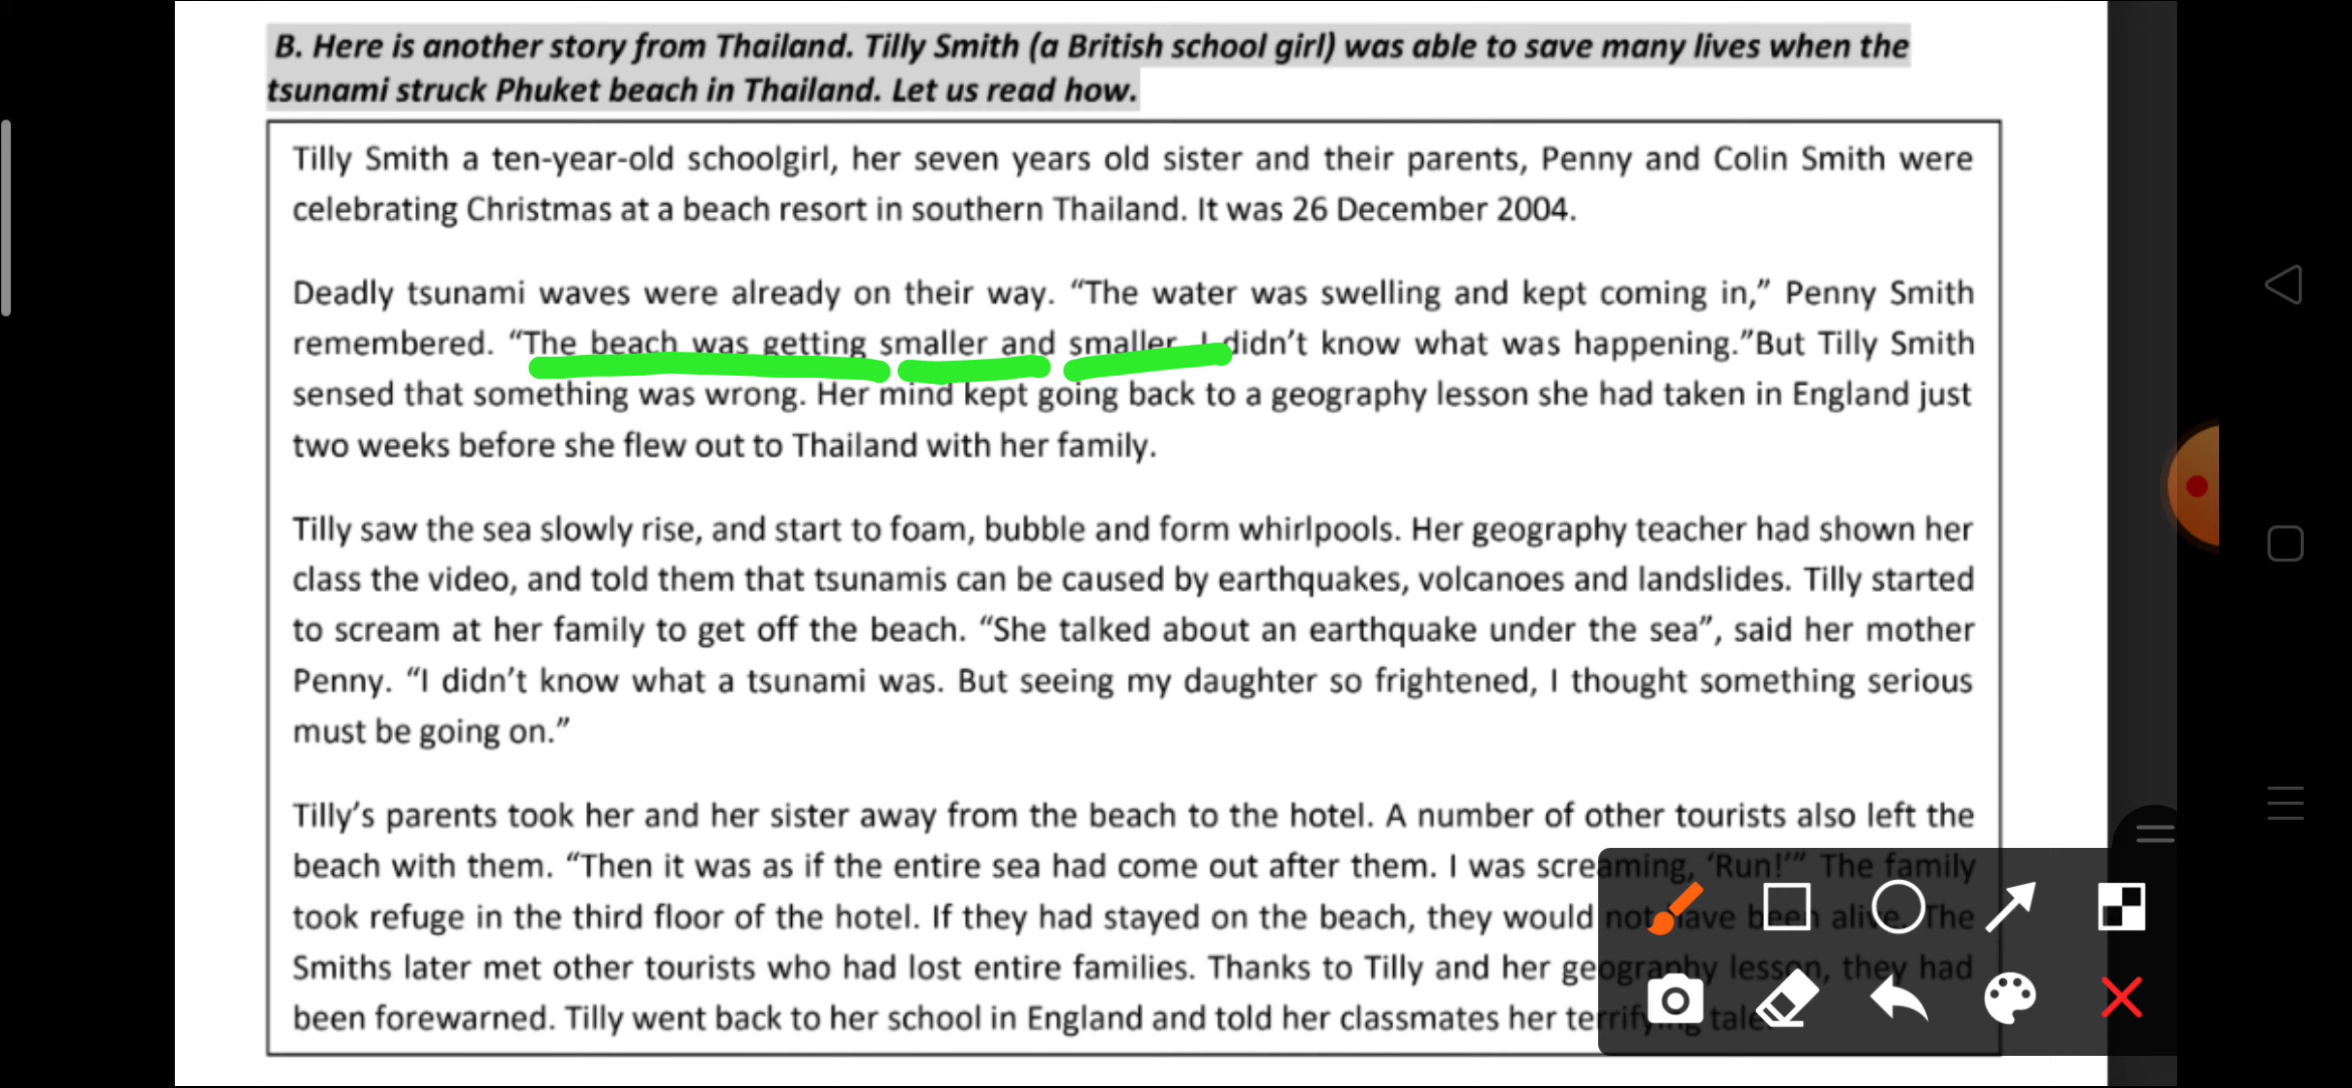 B. Here is another story from Thailand. Tilly Smith (a British school girl) was able to save many lives when the
tsunami struck Phuket beach in Thailand. Let us read how.
Tilly Smith a ten-year-old schoolgirl, her seven years old sister and their parents, Penny and Colin Smith were
celebrating Christmas at a beach resort in southern Thailand. It was 26 December 2004.
Deadly tsunami waves were already on their way. “The water was swelling and kept coming in,” Penny Smith
remembered. “The beach was getting smaller and smaller. I didn’t know what was happening.”But Tilly Smith
sensed that something was wrong. Her mind kept going back to a geography lesson she had taken in England just
two weeks before she flew out to Thailand with her family.
Tilly saw the sea slowly rise, and start to foam, bubble and form whirlpools. Her geography teacher had shown her
class the video, and told them that tsunamis can be caused by earthquakes, volcanoes and landslides. Tilly started
to scream at her family to get off the beach. “She talked about an earthquake under the sea”, said her mother
Penny. “I didn’t know what a tsunami was. But seeing my daughter so frightened, I thought something serious
must be going on.”
Tilly’s parents took her and her sister away from the beach to the hotel. A number of other tourists also left the
beach with them. “Then it was as if the entire sea had come out after them. I was screaming, ‘Run!’” The family
took refuge in the third floor of the hotel. If they had stayed on the beach, they would not have been alive. The
Smiths later met other tourists who had lost entire families. Thanks to Tilly and her geography lesson, they had
been forewarned. Tilly went back to her school in England and told her classmates her terrifying tale.